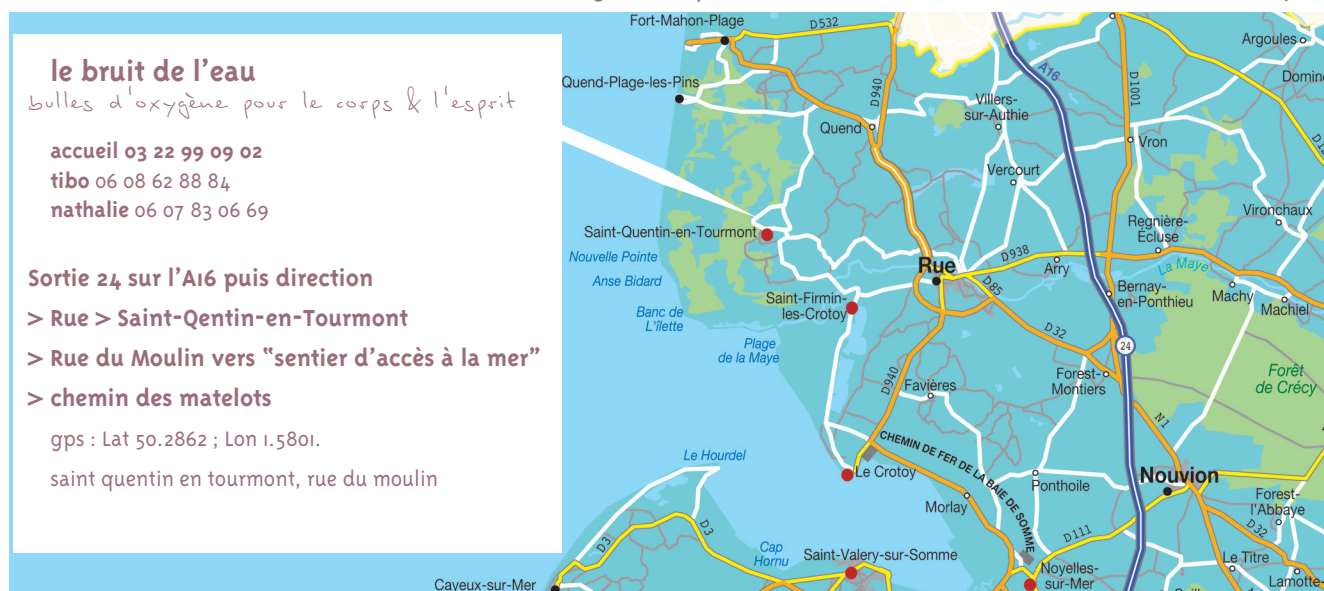 le bruit de l'eau
bulles d'oxygène pour le corps & l'esprit
accueil 03 22 99 09 02
tibo 06 08 62 88 84
nathalie 06 07 83 06 69
Sortie 24 sur l'A16 puis direction
> Rue > Saint-Qentin-en-Tourmont
> Rue du Moulin vers "sentier d'accès à la mer"
> chemin des matelots
gps : Lat 50.2862 ; Lon 1.5801.
saint quentin en tourmont, rue du moulin
Fort-Mahon-Plage
D532
A16
Argoules
Quend-Plage-les-Pins
D940
D1001
Villers-
sur-Authie
Quend
Vron
Vercourt
Vironchaux
Regnière-
Écluse
Saint-Quentin-en-Tourmont
Nouvelle Pointe
Anse Bidard
Rue
D938
Arry
La Maye
D85
Bernay-
en-Ponthieu
Machy
Machiel
Saint-Firmin-
les-Crotoy
Banc de
L'îlette
Plage
de la Maye
D32
24
D940
Favières
Forest-
Montiers
Forêt
de Crécy
N1
CHEMIN DE FER DE LA BAIE DE SOMME
Le Hourdel
Le Crotoy
Ponthoile
Nouvion
Morlay
Forest-
l'Abbaye
D3
D3
D111
D32
Cap
Hornu
Saint-Valery-sur-Somme
Noyelles-
sur-Mer
Le Titre
Lamotte-
Cayeux-sur-Mer